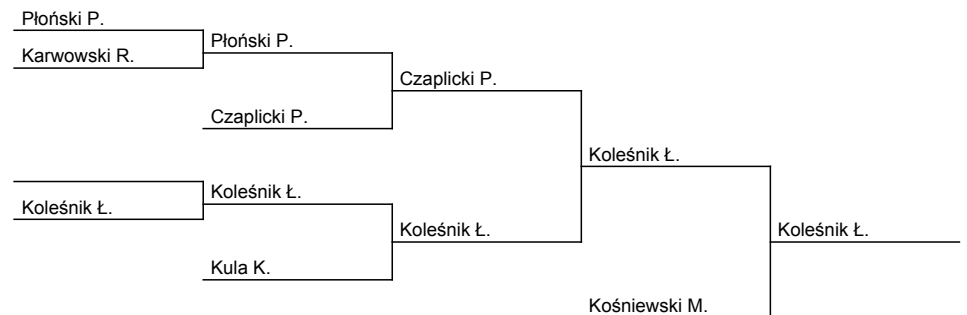 Płoński P.
Karwowski R.
Płoński P.
Czaplicki P.
Czaplicki P.
Koleśnik Ł.
Koleśnik Ł.
Koleśnik Ł.
Kula K.
Koleśnik Ł.
Kośniewski M.
Koleśnik Ł.